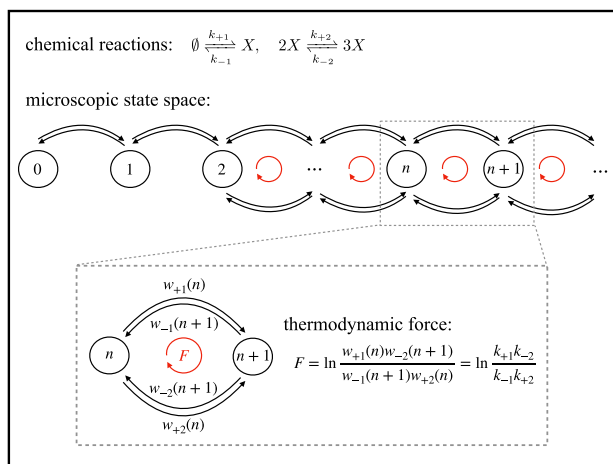 chemical reactions: ∅ ⇌ X, 2X ⇌ 3X
k₊₁ k₊₂
k₋₁ k₋₂
microscopic state space:
0 1 2 ... n n + 1 ...
w₊₁(n)
w₋₁(n + 1)
thermodynamic force:
n F n + 1
F = ln w₊₁(n)w₋₂(n + 1) / w₋₁(n + 1)w₊₂(n) = ln k₊₁k₋₂ / k₋₁k₊₂
w₋₂(n + 1)
w₊₂(n)